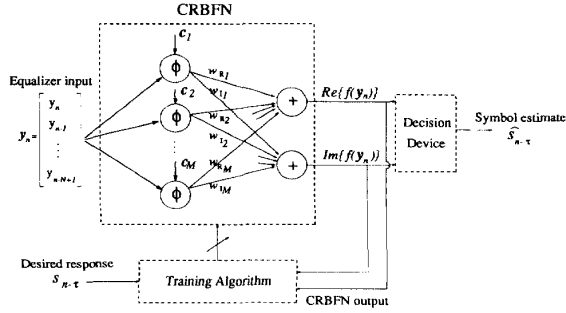 CRBFN
c1
Equalizer input
ϕ
wR1
wI1
c2
Re{f(yn)}
yn
yn-1
yn =
ϕ
wR2
wI2
+
Decision
Device
Symbol estimate
ŝn-τ
⋮
yn-N+1
cM
wRM
wIM
ϕ
+
Im{f(yn)}
Desired response
sn-τ
Training Algorithm
CRBFN output